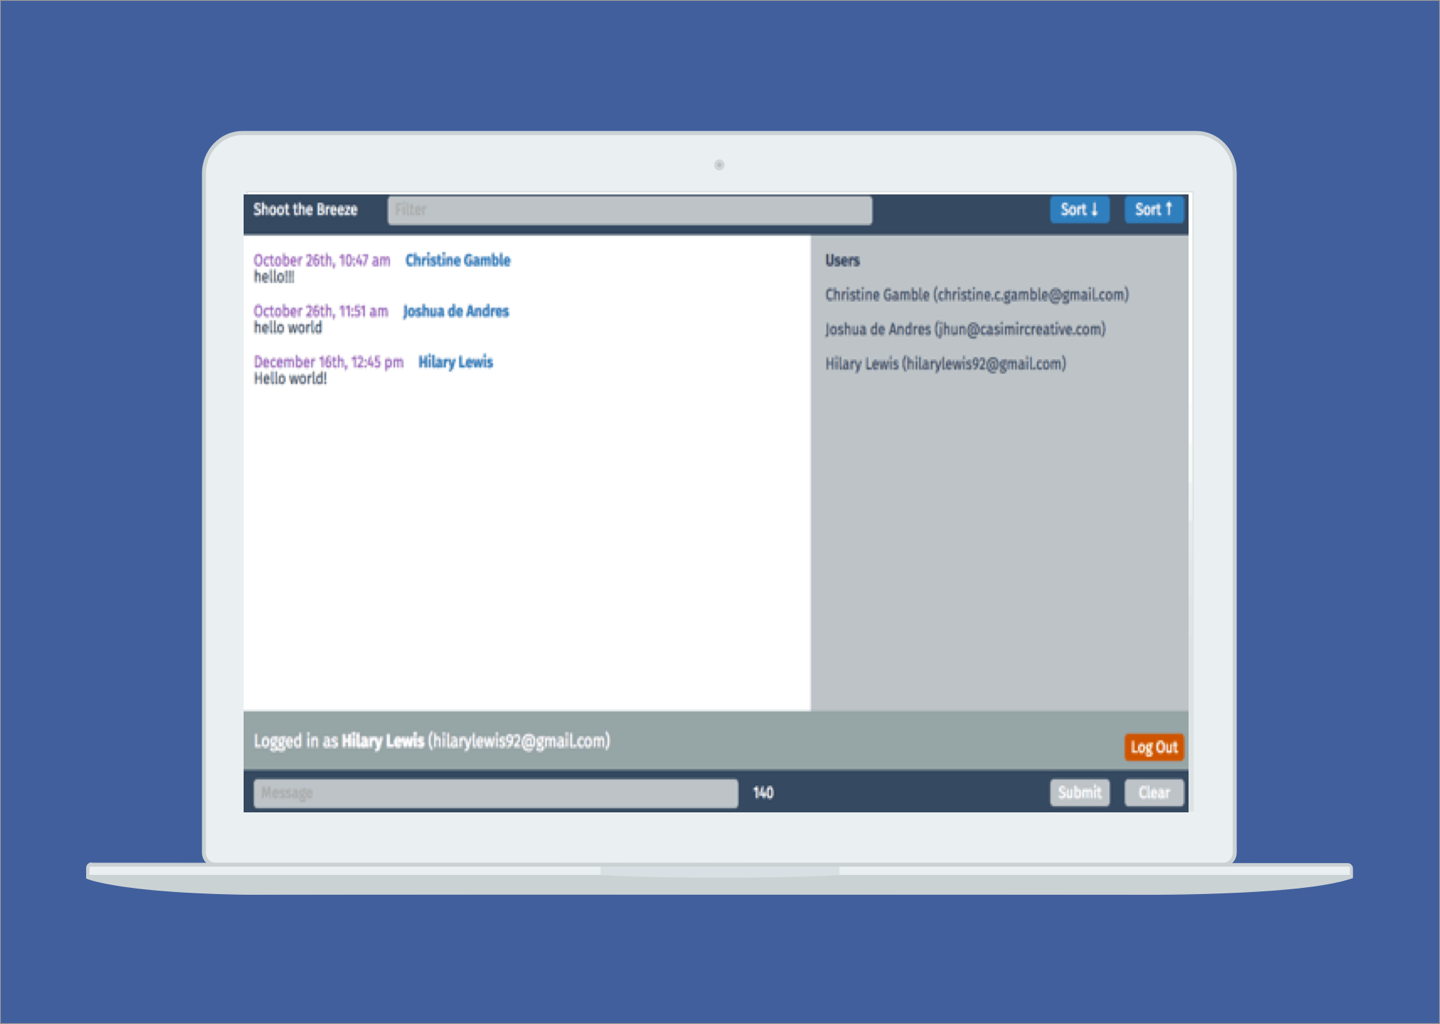 Shoot the Breeze Filter Sort ↓ Sort ↑
October 26th, 10:47 am Christine Gamble
hello!!!
October 26th, 11:51 am Joshua de Andres
hello world
December 16th, 12:45 pm Hilary Lewis
Hello world!
Users
Christine Gamble (christine.c.gamble@gmail.com)
Joshua de Andres (jhun@casimircreative.com)
Hilary Lewis (hilarylewis92@gmail.com)
Logged in as Hilary Lewis (hilarylewis92@gmail.com) Log Out
Message 140 Submit Clear